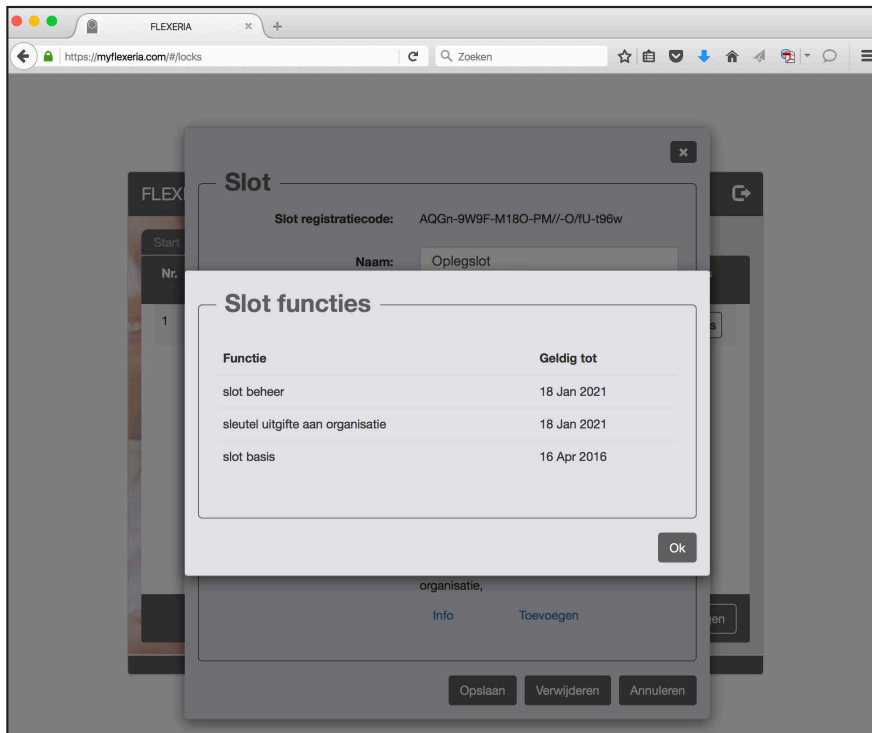 FLEXERIA
https://myflexeria.com/#/locks
Zoeken
FLEXI
Start
Nr.
1
s
Slot
Slot registratiecode: AQGn-9W9F-M18O-PM//-O/fU-t96w
Naam: Oplegslot
Slot functies
Functie Geldig tot
slot beheer 18 Jan 2021
sleutel uitgifte aan organisatie 18 Jan 2021
slot basis 16 Apr 2016
Ok
organisatie,
Info Toevoegen
en
Opslaan Verwijderen Annuleren